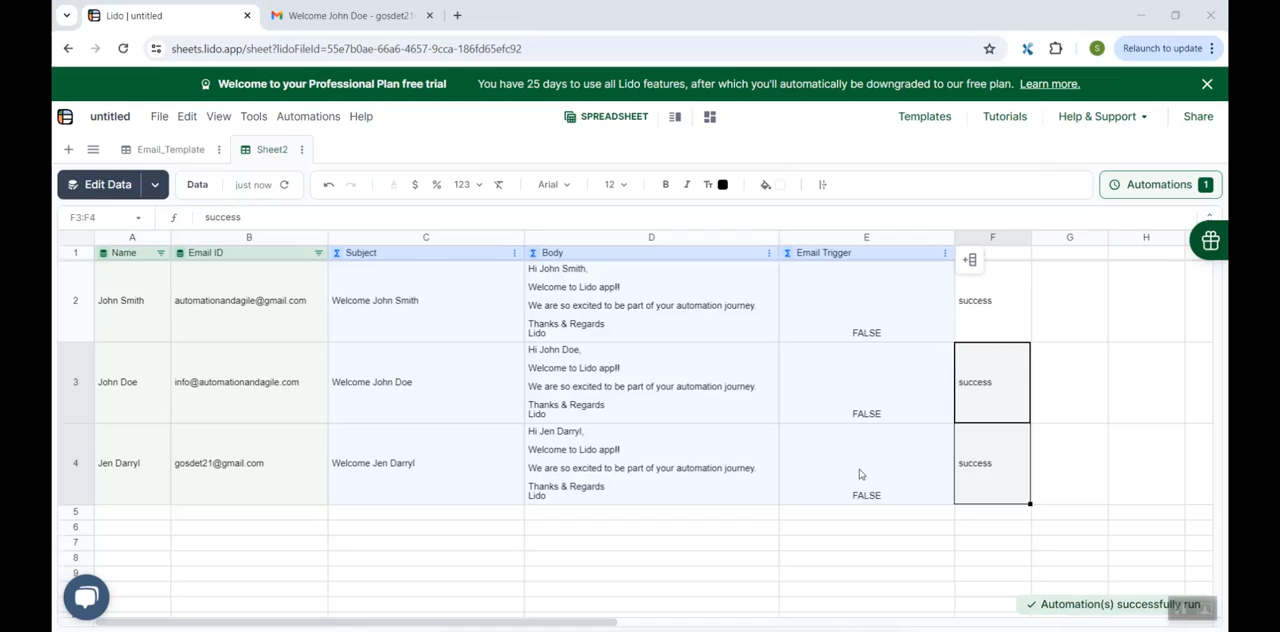 Lido | untitled
Welcome John Doe - gosdet21
sheets.lido.app/sheet?lidoFileId=55e7b0ae-66a6-4657-9cca-186fd65efc92
S
Relaunch to update
Welcome to your Professional Plan free trial
You have 25 days to use all Lido features, after which you'll automatically be downgraded to our free plan. Learn more.
untitled File Edit View Tools Automations Help
SPREADSHEET
Templates Tutorials Help & Support Share
Email_Template
Sheet2
Edit Data
Data just now
$ % 123
Arial 12 B I Tr
Automations 1
F3:F4 f success
A B C D E F G H
1 Name Email ID Σ Subject Σ Body Σ Email Trigger
Hi John Smith,
Welcome to Lido app!!
2 John Smith automationandagile@gmail.com Welcome John Smith success
We are so excited to be part of your automation journey.
Thanks & Regards
Lido FALSE
Hi John Doe,
Welcome to Lido app!!
3 John Doe info@automationandagile.com Welcome John Doe success
We are so excited to be part of your automation journey.
Thanks & Regards
Lido FALSE
Hi Jen Darryl,
Welcome to Lido app!!
4 Jen Darryl gosdet21@gmail.com Welcome Jen Darryl success
We are so excited to be part of your automation journey.
Thanks & Regards
Lido FALSE
5
6
7
8
9
Automation(s) successfully run